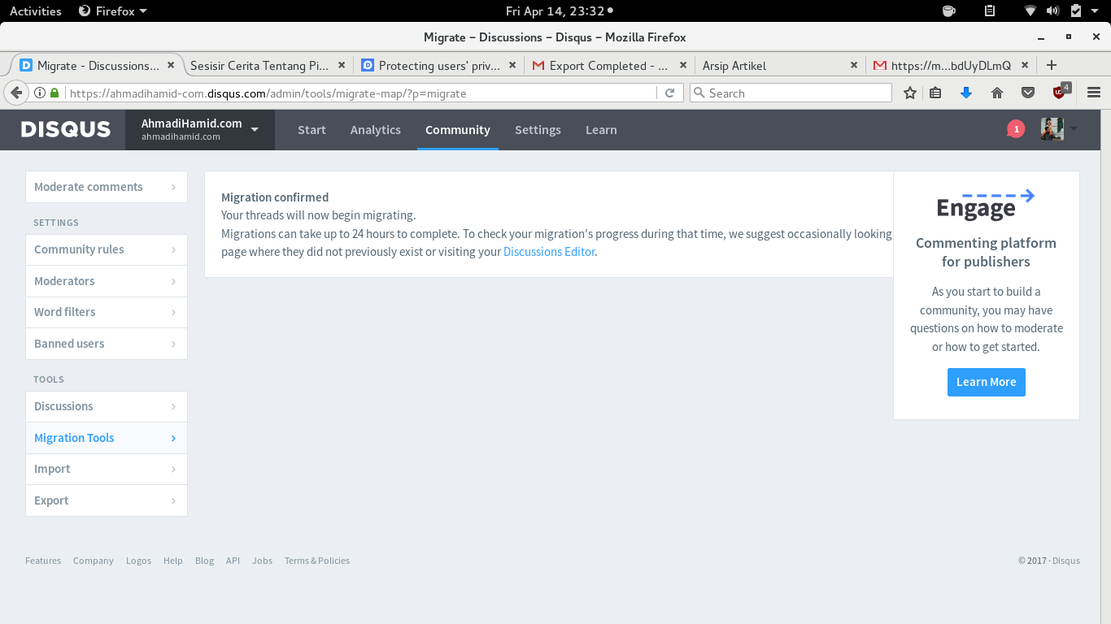 Activities Firefox Fri Apr 14, 23:32
Migrate – Discussions – Disqus – Mozilla Firefox
Migrate - Discussions...
Sesisir Cerita Tentang Pi...
Protecting users' priv...
Export Completed - ...
Arsip Artikel
https://m...bdUyDLmQ
https://ahmadihamid-com.disqus.com/admin/tools/migrate-map/?p=migrate
Search
4
DISQUS
AhmadiHamid.com
ahmadihamid.com
Start Analytics Community Settings Learn
1
Moderate comments
SETTINGS
Community rules
Moderators
Word filters
Banned users
TOOLS
Discussions
Migration Tools
Import
Export
Migration confirmed
Your threads will now begin migrating.
Migrations can take up to 24 hours to complete. To check your migration's progress during that time, we suggest occasionally looking
page where they did not previously exist or visiting your Discussions Editor.
Engage
Commenting platform
for publishers
As you start to build a
community, you may have
questions on how to moderate
or how to get started.
Learn More
Features Company Logos Help Blog API Jobs Terms & Policies
© 2017 · Disqus